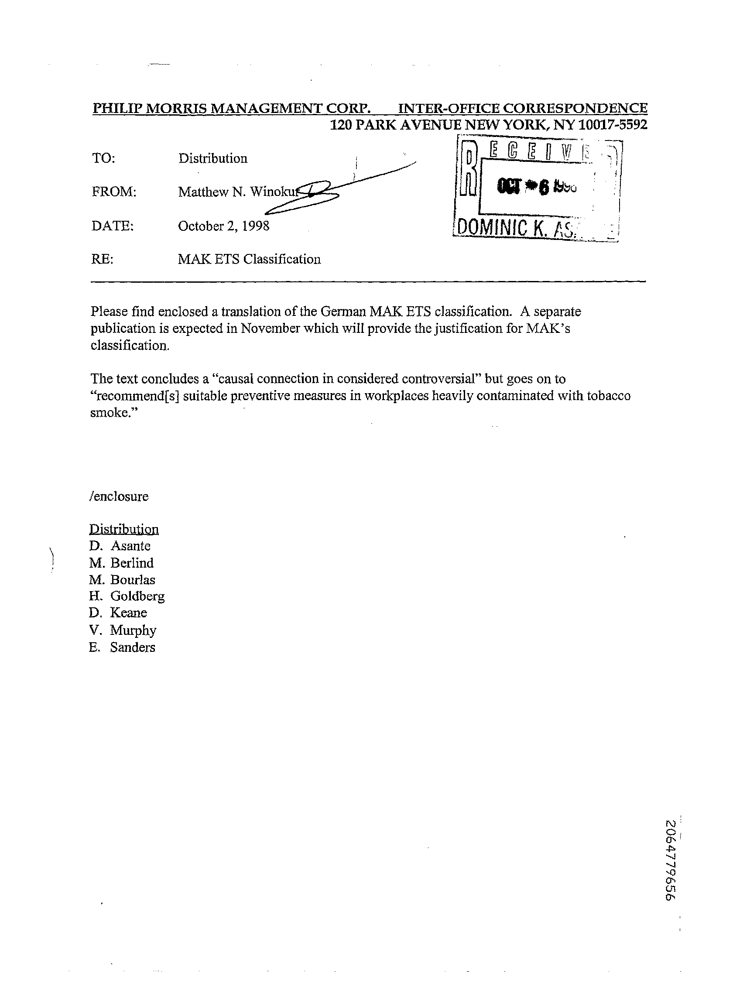 PHILIP MORRIS MANAGEMENT CORP. INTER-OFFICE CORRESPONDENCE
120 PARK AVENUE NEW YORK, NY 10017-5592
RECEIVE
OCT 6
DOMINIC K.
TO: Distribution
FROM: Matthew N. Winokur
DATE: October 2, 1998
RE: MAK ETS Classification
Please find enclosed a translation of the German MAK ETS classification. A separate
publication is expected in November which will provide the justification for MAK's
classification.
The text concludes a "causal connection in considered controversial" but goes on to
"recommend[s] suitable preventive measures in workplaces heavily contaminated with tobacco
smoke."
/enclosure
Distribution
D. Asante
M. Berlind
M. Bourlas
H. Goldberg
D. Keane
V. Murphy
E. Sanders
2064779656